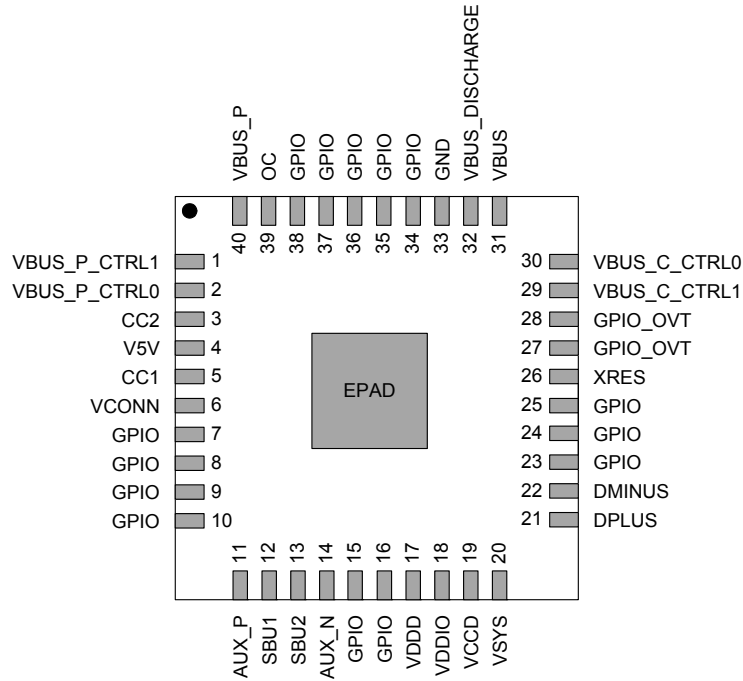 VBUS_P
OC
GPIO
GPIO
GPIO
GPIO
GPIO
GND
VBUS_DISCHARGE
VBUS
40
39
38
37
36
35
34
33
32
31
VBUS_P_CTRL1 1
VBUS_P_CTRL0 2
CC2 3
V5V 4
CC1 5
VCONN 6
GPIO 7
GPIO 8
GPIO 9
GPIO 10
EPAD
30 VBUS_C_CTRL0
29 VBUS_C_CTRL1
28 GPIO_OVT
27 GPIO_OVT
26 XRES
25 GPIO
24 GPIO
23 GPIO
22 DMINUS
21 DPLUS
11
12
13
14
15
16
17
18
19
20
AUX_P
SBU1
SBU2
AUX_N
GPIO
GPIO
VDDD
VDDIO
VCCD
VSYS